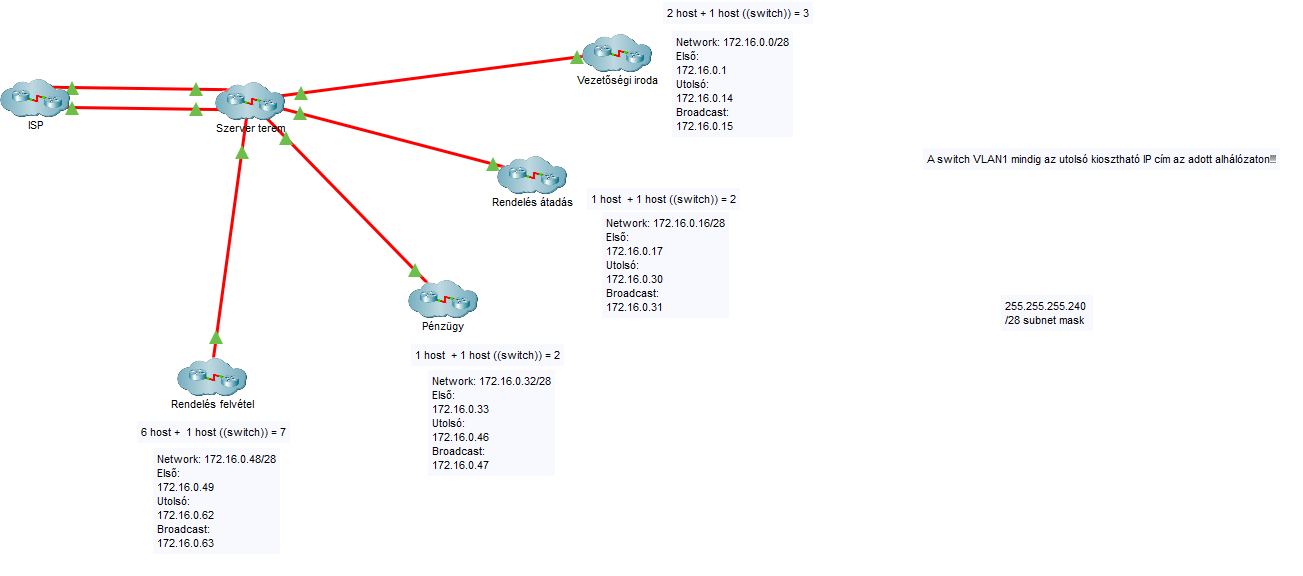 2 host + 1 host ((switch)) = 3
Network: 172.16.0.0/28
Első:
172.16.0.1
Utolsó:
172.16.0.14
Broadcast:
172.16.0.15
Vezetőségi iroda
ISP
Szerver terem
A switch VLAN1 mindig az utolsó kiosztható IP cím az adott alhálózaton!!!
Rendelés átadás
1 host  + 1 host ((switch)) = 2
Network: 172.16.0.16/28
Első:
172.16.0.17
Utolsó:
172.16.0.30
Broadcast:
172.16.0.31
255.255.255.240
/28 subnet mask
Pénzügy
1 host  + 1 host ((switch)) = 2
Network: 172.16.0.32/28
Első:
172.16.0.33
Utolsó:
172.16.0.46
Broadcast:
172.16.0.47
Rendelés felvétel
6 host +  1 host ((switch)) = 7
Network: 172.16.0.48/28
Első:
172.16.0.49
Utolsó:
172.16.0.62
Broadcast:
172.16.0.63